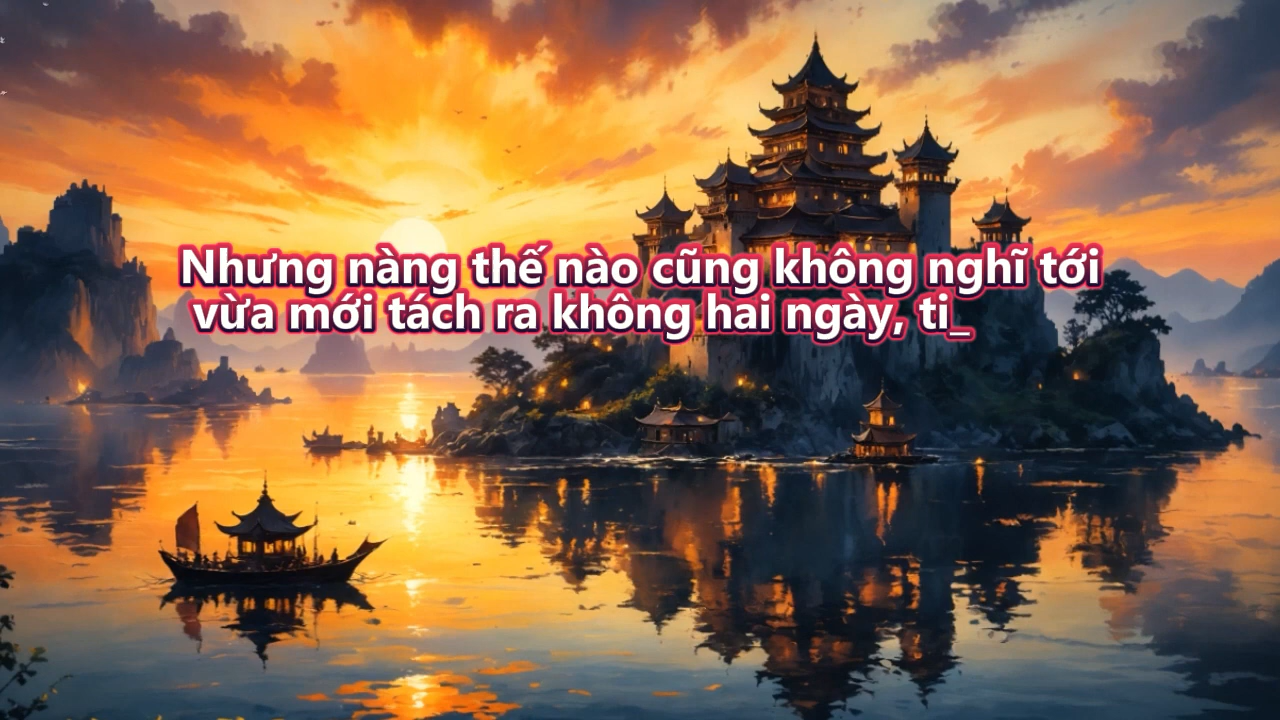 Nhưng nàng thế nào cũng không nghĩ tới
vừa mới tách ra không hai ngày, ti_